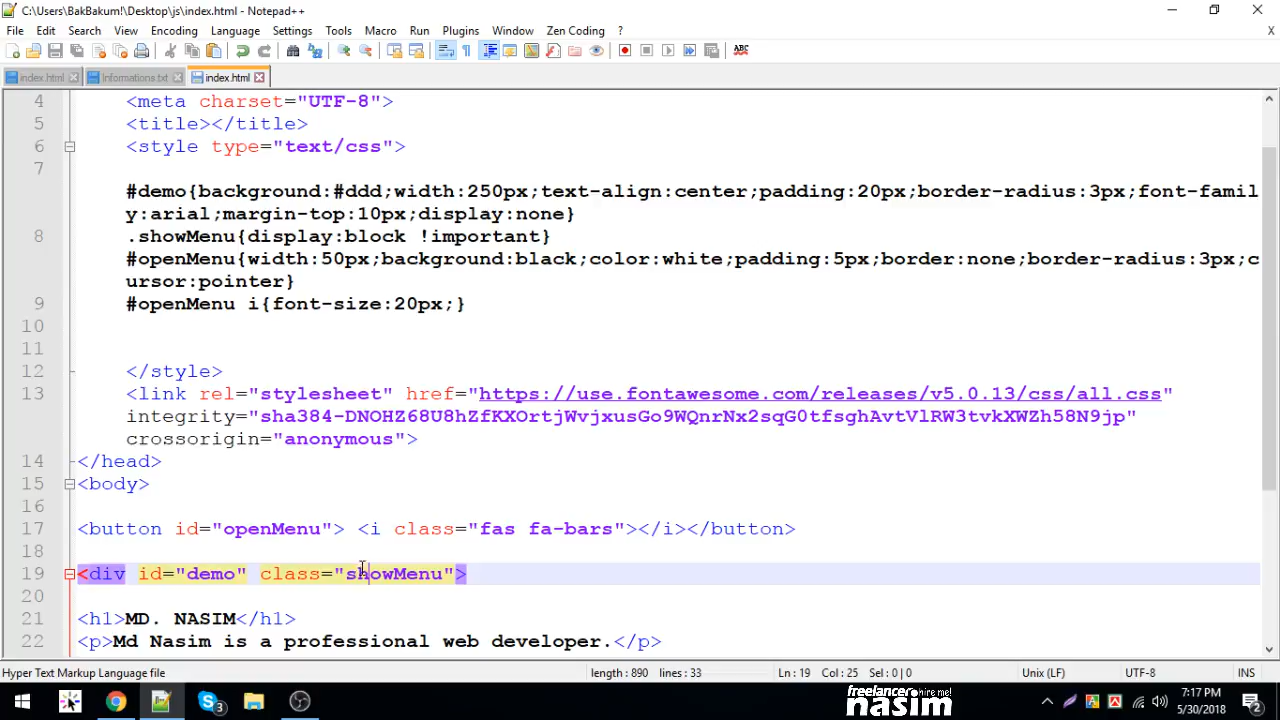 C:\Users\BakBakum!\Desktop\js\index.html - Notepad++
File Edit Search View Encoding Language Settings Tools Macro Run Plugins Window Zen Coding ? X
ABC
index.html Informations.txt index.html
4 <meta charset="UTF-8">
5 <title></title>
6 <style type="text/css">
7
#demo{background:#ddd;width:250px;text-align:center;padding:20px;border-radius:3px;font-famil
y:arial;margin-top:10px;display:none}
8 .showMenu{display:block !important}
#openMenu{width:50px;background:black;color:white;padding:5px;border:none;border-radius:3px;c
ursor:pointer}
9 #openMenu i{font-size:20px;}
10
11
12 </style>
13 <link rel="stylesheet" href="https://use.fontawesome.com/releases/v5.0.13/css/all.css"
integrity="sha384-DNOHZ68U8hZfKXOrtjWvjxusGo9WQnrNx2sqG0tfsghAvtVlRW3tvkXWZh58N9jp"
crossorigin="anonymous">
14 </head>
15 <body>
16
17 <button id="openMenu"> <i class="fas fa-bars"></i></button>
18
19 <div id="demo" class="showMenu">
20
21 <h1>MD. NASIM</h1>
22 <p>Md Nasim is a professional web developer.</p>
Hyper Text Markup Language file length : 890 lines : 33 Ln : 19 Col : 25 Sel : 0 | 0 Unix (LF) UTF-8 INS
3 freelancer hire me! nasim 7:17 PM
5/30/2018 2